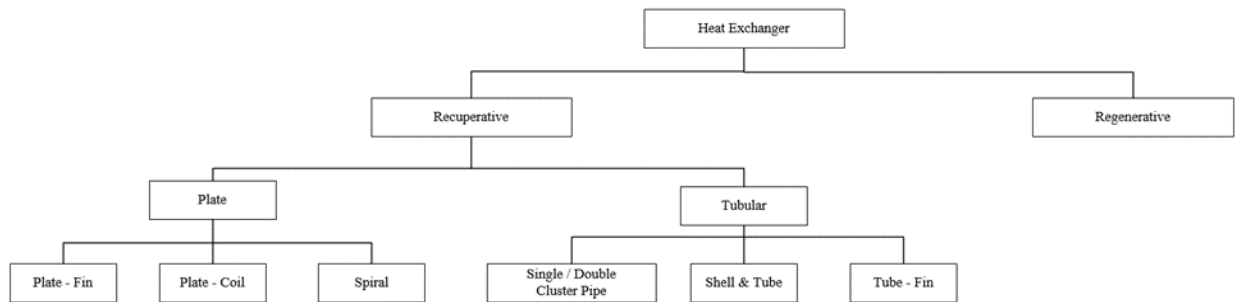 Heat Exchanger
Recuperative
Regenerative
Plate
Tubular
Plate - Fin
Plate - Coil
Spiral
Single / Double
Cluster Pipe
Shell & Tube
Tube - Fin